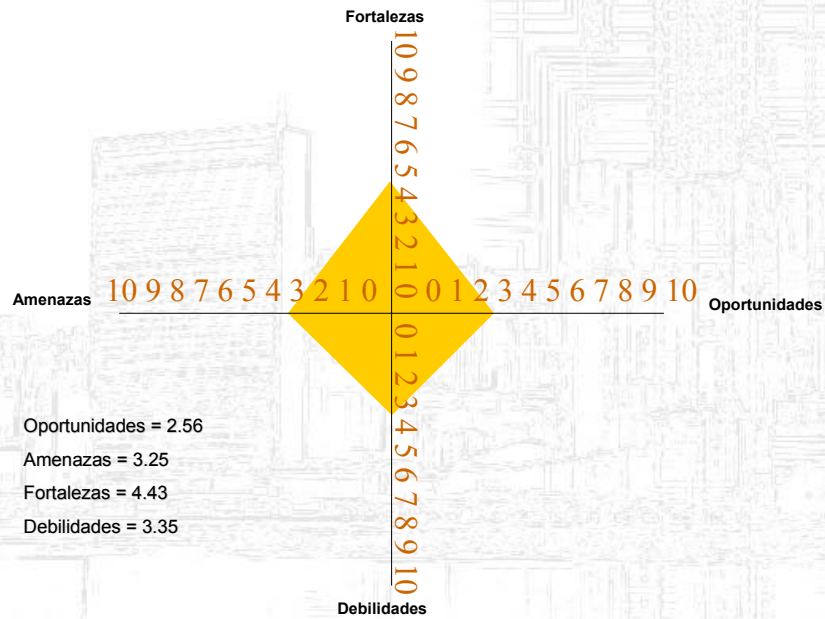 Fortalezas
10 9 8 7 6 5 4 3 2 1 0
Amenazas
10 9 8 7 6 5 4 3 2 1 0
0 1 2 3 4 5 6 7 8 9 10
Oportunidades
0 1 2 3 4 5 6 7 8 9 10
Oportunidades = 2.56
Amenazas = 3.25
Fortalezas = 4.43
Debilidades = 3.35
Debilidades